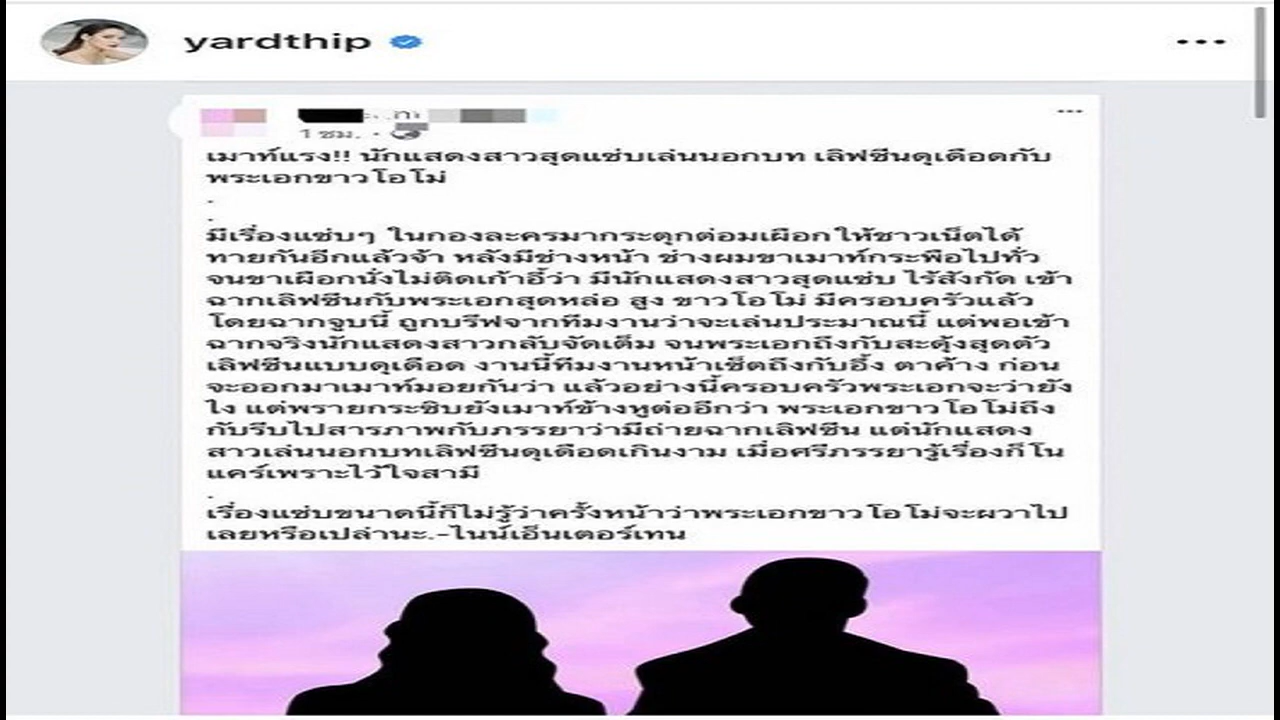 yardthip
1 ชม. ·
เมาท์แรง!! นักแสดงสาวสุดแซ่บเล่นนอกบท เลิฟซีนดุเดือดกับ
พระเอกขาวโอโม่
.
.
มีเรื่องแซ่บๆ ในกองละครมากระตุกต่อมเผือกให้ชาวเน็ตได้
ทายกันอีกแล้วจ้า หลังมีช่างหน้า ช่างผมขาเมาท์กระพือไปทั่ว
จนขาเผือกนั่งไม่ติดเก้าอี้ว่า มีนักแสดงสาวสุดแซ่บ ไร้สังกัด เข้า
ฉากเลิฟซีนกับพระเอกสุดหล่อ สูง ขาวโอโม่ มีครอบครัวแล้ว
โดยฉากจูบนี้ ถูกบรีฟจากทีมงานว่าจะเล่นประมาณนี้ แต่พอเข้า
ฉากจริงนักแสดงสาวกลับจัดเต็ม จนพระเอกถึงกับสะดุ้งสุดตัว
เลิฟซีนแบบดุเดือด งานนี้ทีมงานหน้าเซ็ตถึงกับอึ้ง ตาค้าง ก่อน
จะออกมาเมาท์มอยกันว่า แล้วอย่างนี้ครอบครัวพระเอกจะว่ายัง
ไง แต่พรายกระซิบยังเมาท์ข้างหูต่ออีกว่า พระเอกขาวโอโม่ถึง
กับรีบไปสารภาพกับภรรยาว่ามีถ่ายฉากเลิฟซีน แต่นักแสดง
สาวเล่นนอกบทเลิฟซีนดุเดือดเกินงาม เมื่อศรีภรรยารู้เรื่องก็โน
แคร์เพราะไว้ใจสามี
.
เรื่องแซ่บขนาดนี้ก็ไม่รู้ว่าครั้งหน้าว่าพระเอกขาวโอโม่จะผวาไป
เลยหรือเปล่านะ.-ไนน์เอ็นเตอร์เทน